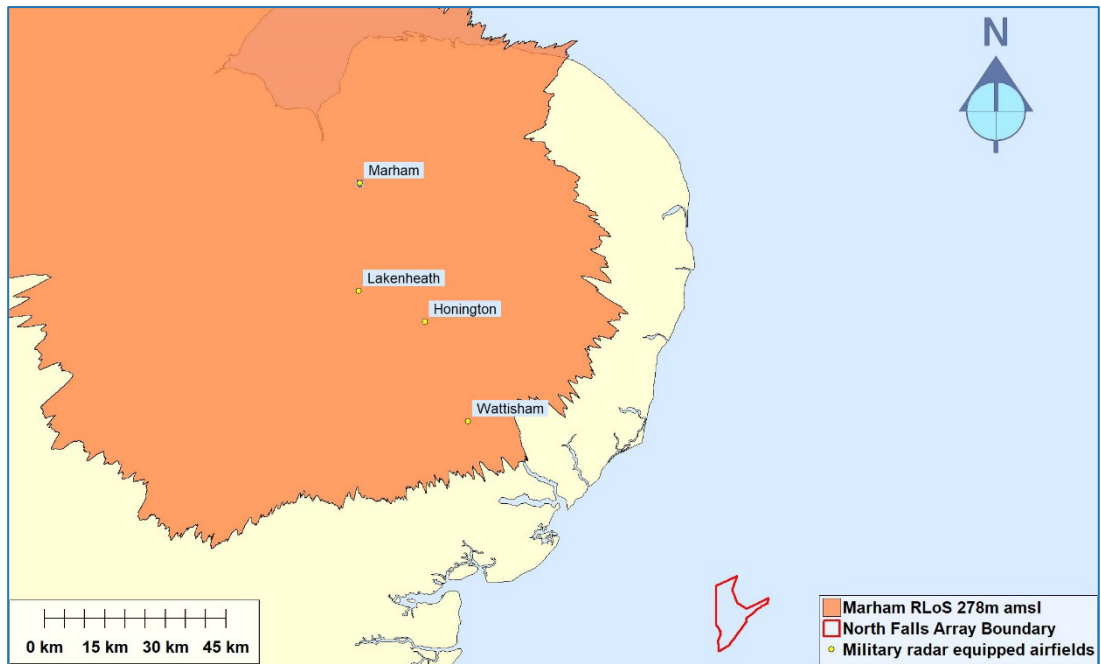 N
Marham
Lakenheath
Honington
Wattisham
0 km 15 km 30 km 45 km
Marham RLoS 278m amsl
North Falls Array Boundary
Military radar equipped airfields